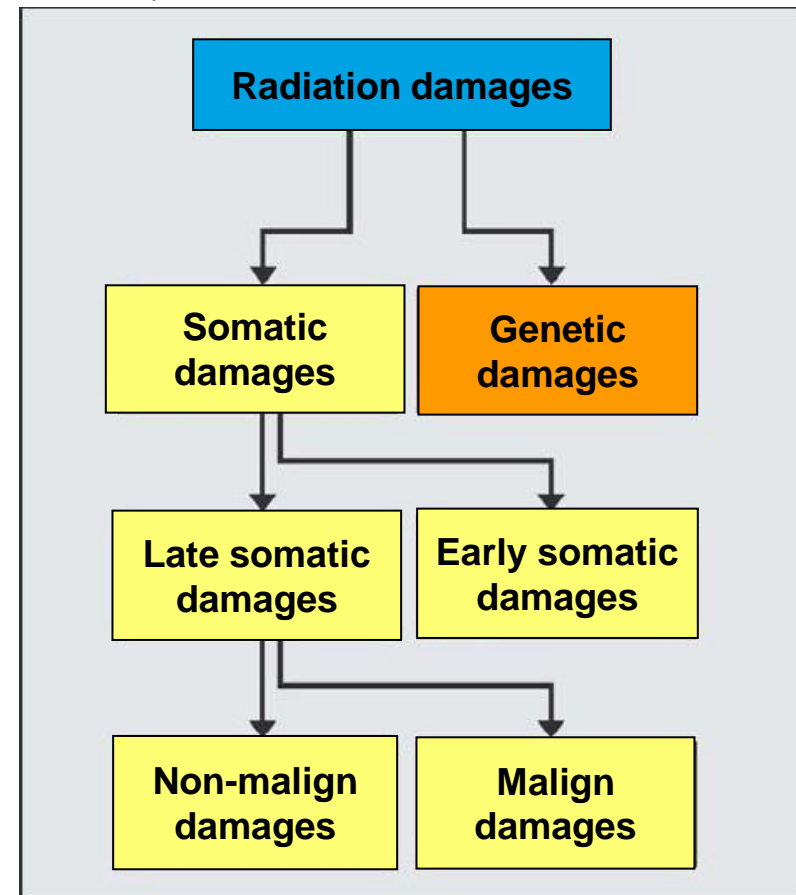 Radiation damages
Somatic
damages
Genetic
damages
Late somatic
damages
Early somatic
damages
Non-malign
damages
Malign
damages